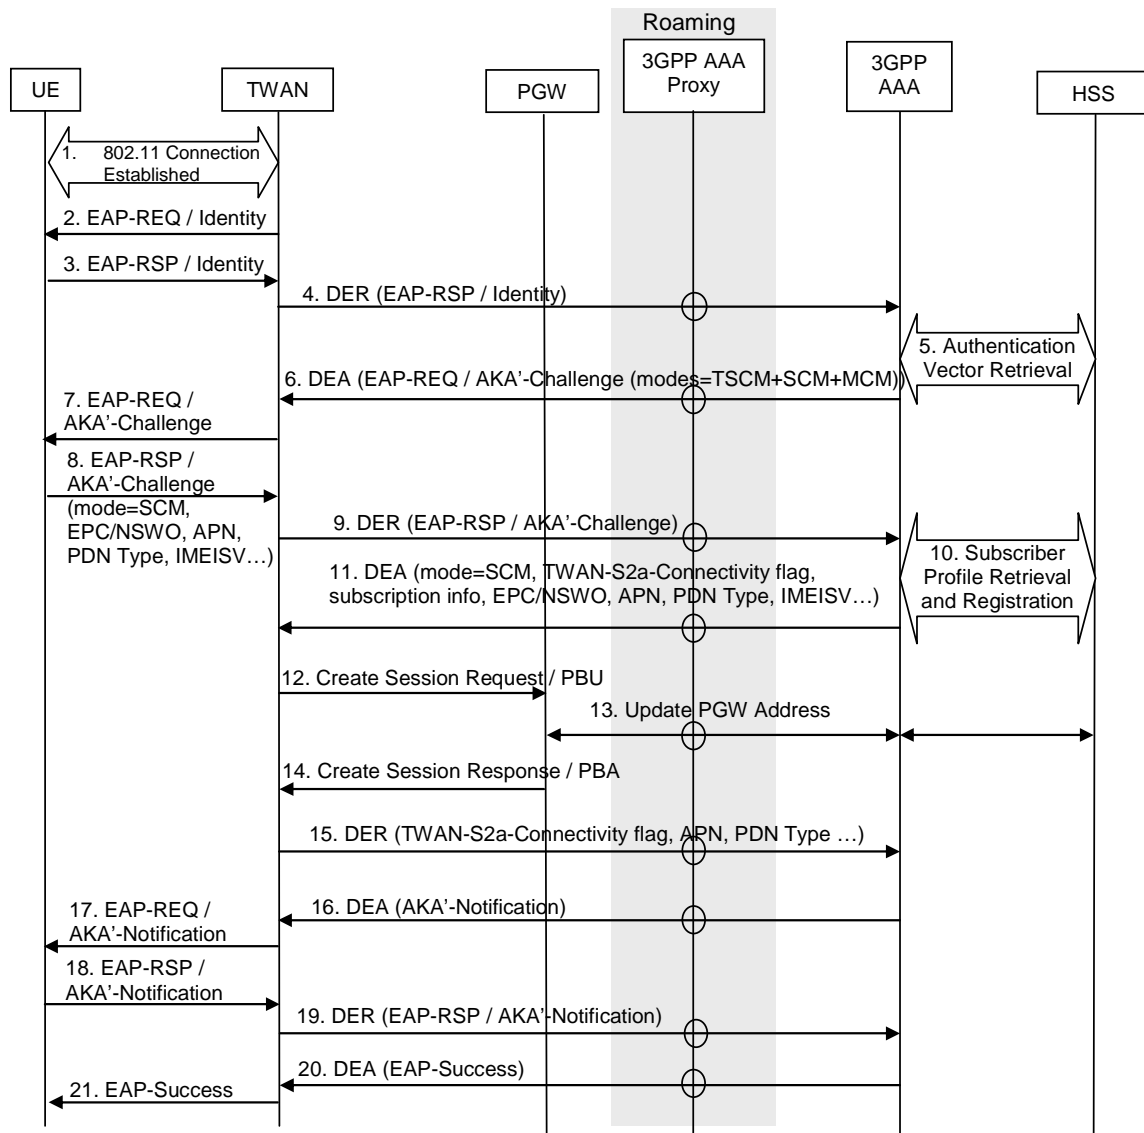 Roaming
UE
TWAN
PGW
3GPP AAA
Proxy
3GPP
AAA
HSS
1. 802.11 Connection
Established
2. EAP-REQ / Identity
3. EAP-RSP / Identity
4. DER (EAP-RSP / Identity)
5. Authentication
Vector Retrieval
6. DEA (EAP-REQ / AKA'-Challenge (modes=TSCM+SCM+MCM))
7. EAP-REQ /
AKA'-Challenge
8. EAP-RSP /
AKA'-Challenge
(mode=SCM,
EPC/NSWO, APN,
PDN Type, IMEISV…)
9. DER (EAP-RSP / AKA'-Challenge)
10. Subscriber
Profile Retrieval
and Registration
11. DEA (mode=SCM, TWAN-S2a-Connectivity flag,
subscription info, EPC/NSWO, APN, PDN Type, IMEISV…)
12. Create Session Request / PBU
13. Update PGW Address
14. Create Session Response / PBA
15. DER (TWAN-S2a-Connectivity flag, APN, PDN Type …)
16. DEA (AKA'-Notification)
17. EAP-REQ /
AKA'-Notification
18. EAP-RSP /
AKA'-Notification
19. DER (EAP-RSP / AKA'-Notification)
20. DEA (EAP-Success)
21. EAP-Success